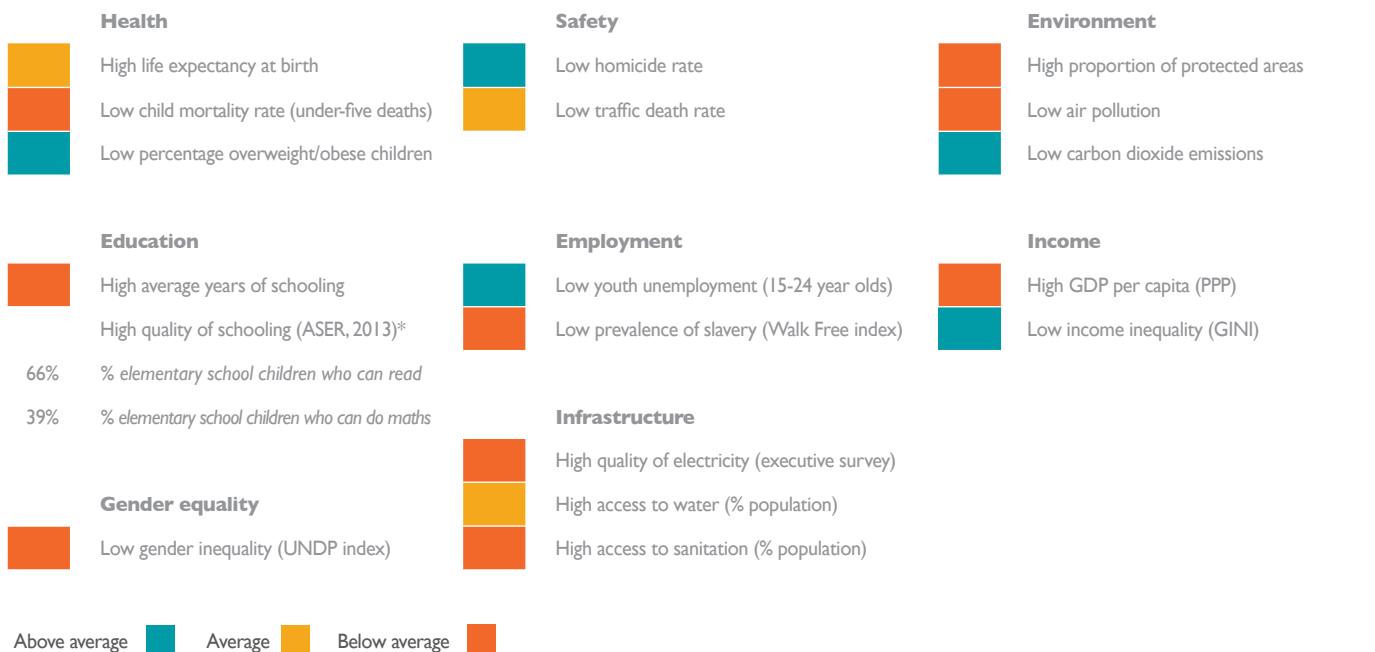 Health
High life expectancy at birth
Low child mortality rate (under-five deaths)
Low percentage overweight/obese children
Safety
Low homicide rate
Low traffic death rate
Environment
High proportion of protected areas
Low air pollution
Low carbon dioxide emissions
Education
High average years of schooling
High quality of schooling (ASER, 2013)*
66% % elementary school children who can read
39% % elementary school children who can do maths
Employment
Low youth unemployment (15-24 year olds)
Low prevalence of slavery (Walk Free index)
Income
High GDP per capita (PPP)
Low income inequality (GINI)
Gender equality
Low gender inequality (UNDP index)
Infrastructure
High quality of electricity (executive survey)
High access to water (% population)
High access to sanitation (% population)
Above average Average Below average